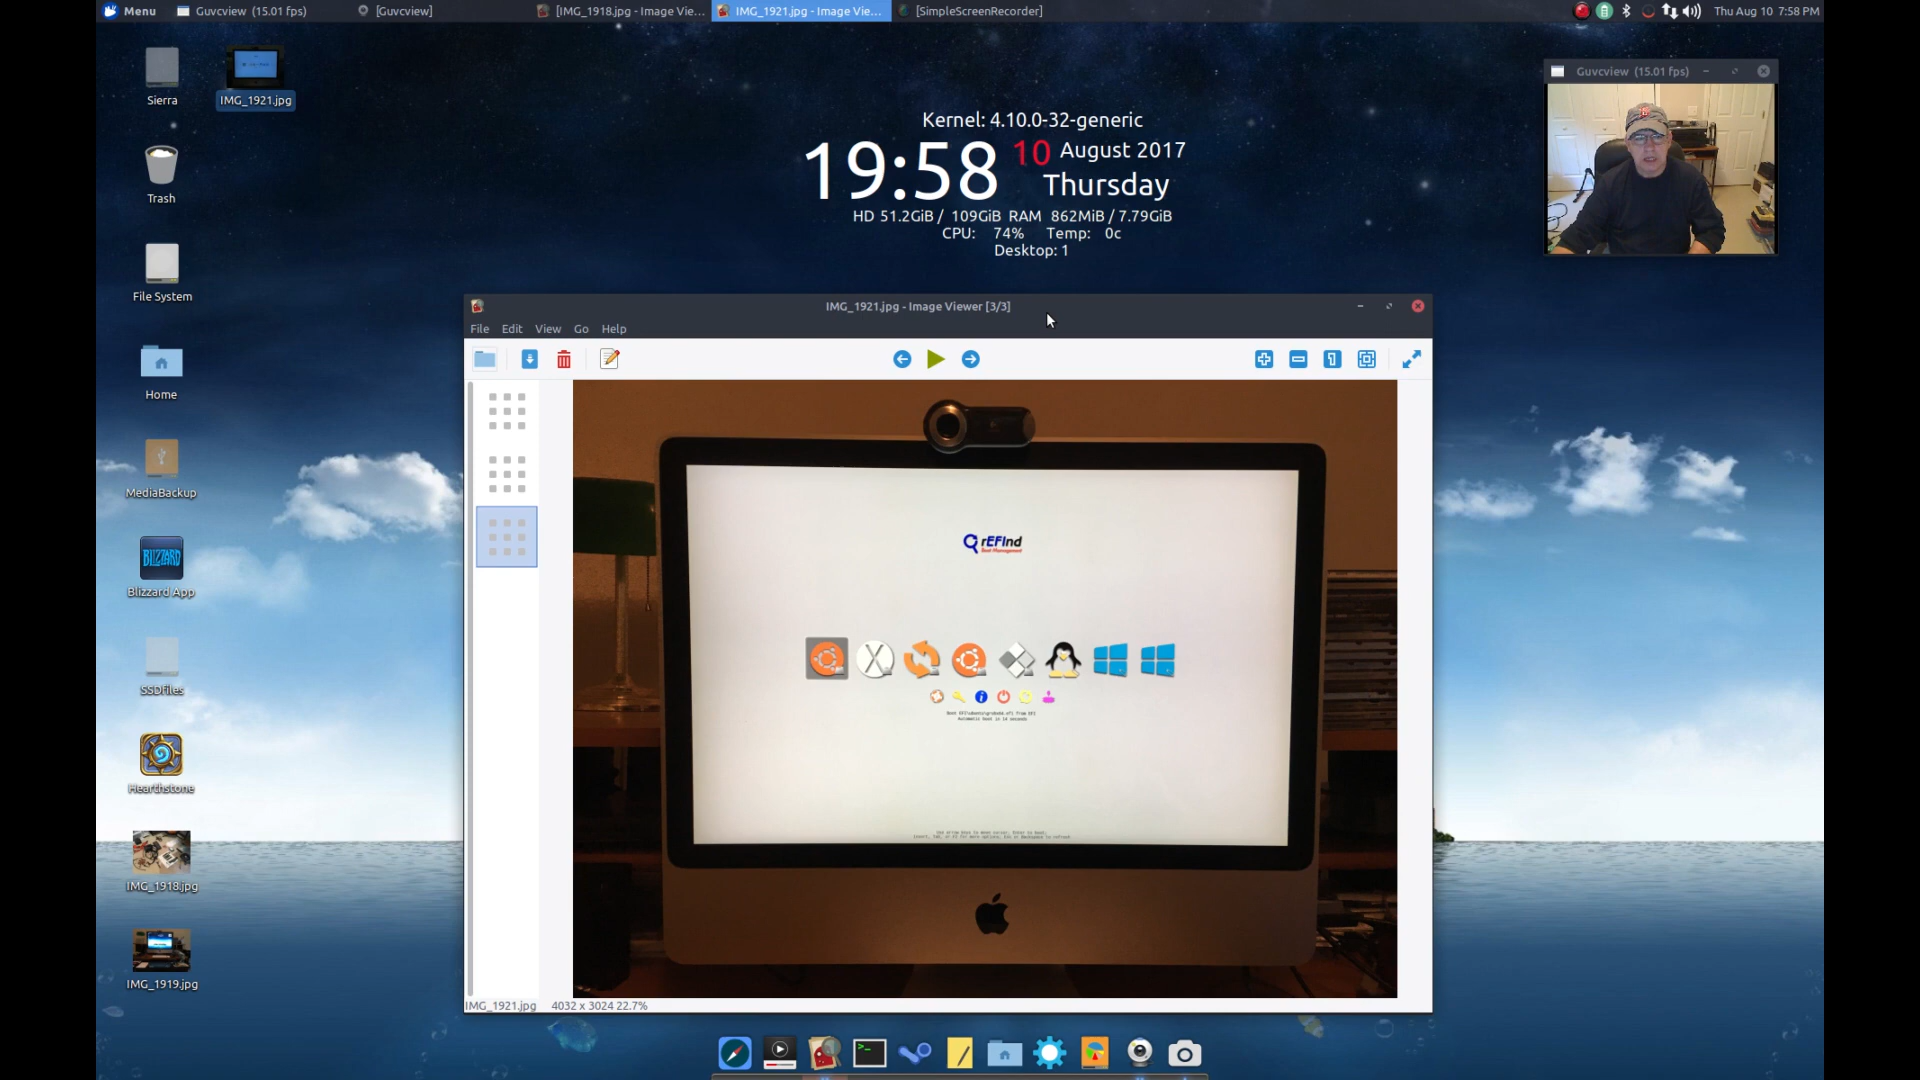 Menu
Guvcview (15.01 fps)
[Guvcview]
[IMG_1918.jpg - Image Vie...
IMG_1921.jpg - Image Vie...
[SimpleScreenRecorder]
Thu Aug 10 7:58 PM
Sierra
IMG_1921.jpg
Trash
File System
Home
MediaBackup
BLIZZARD
Blizzard App
SSDfiles
Hearthstone
IMG_1918.jpg
IMG_1919.jpg
Guvcview (15.01 fps)
Kernel: 4.10.0-32-generic
19:58 10 August 2017
Thursday
HD 51.2GiB / 109GiB RAM 862MiB / 7.79GiB
CPU: 74% Temp: 0c
Desktop: 1
IMG_1921.jpg - Image Viewer [3/3]
File Edit View Go Help
rEFInd
Boot Management
IMG_1921.jpg 4032 x 3024 22.7%